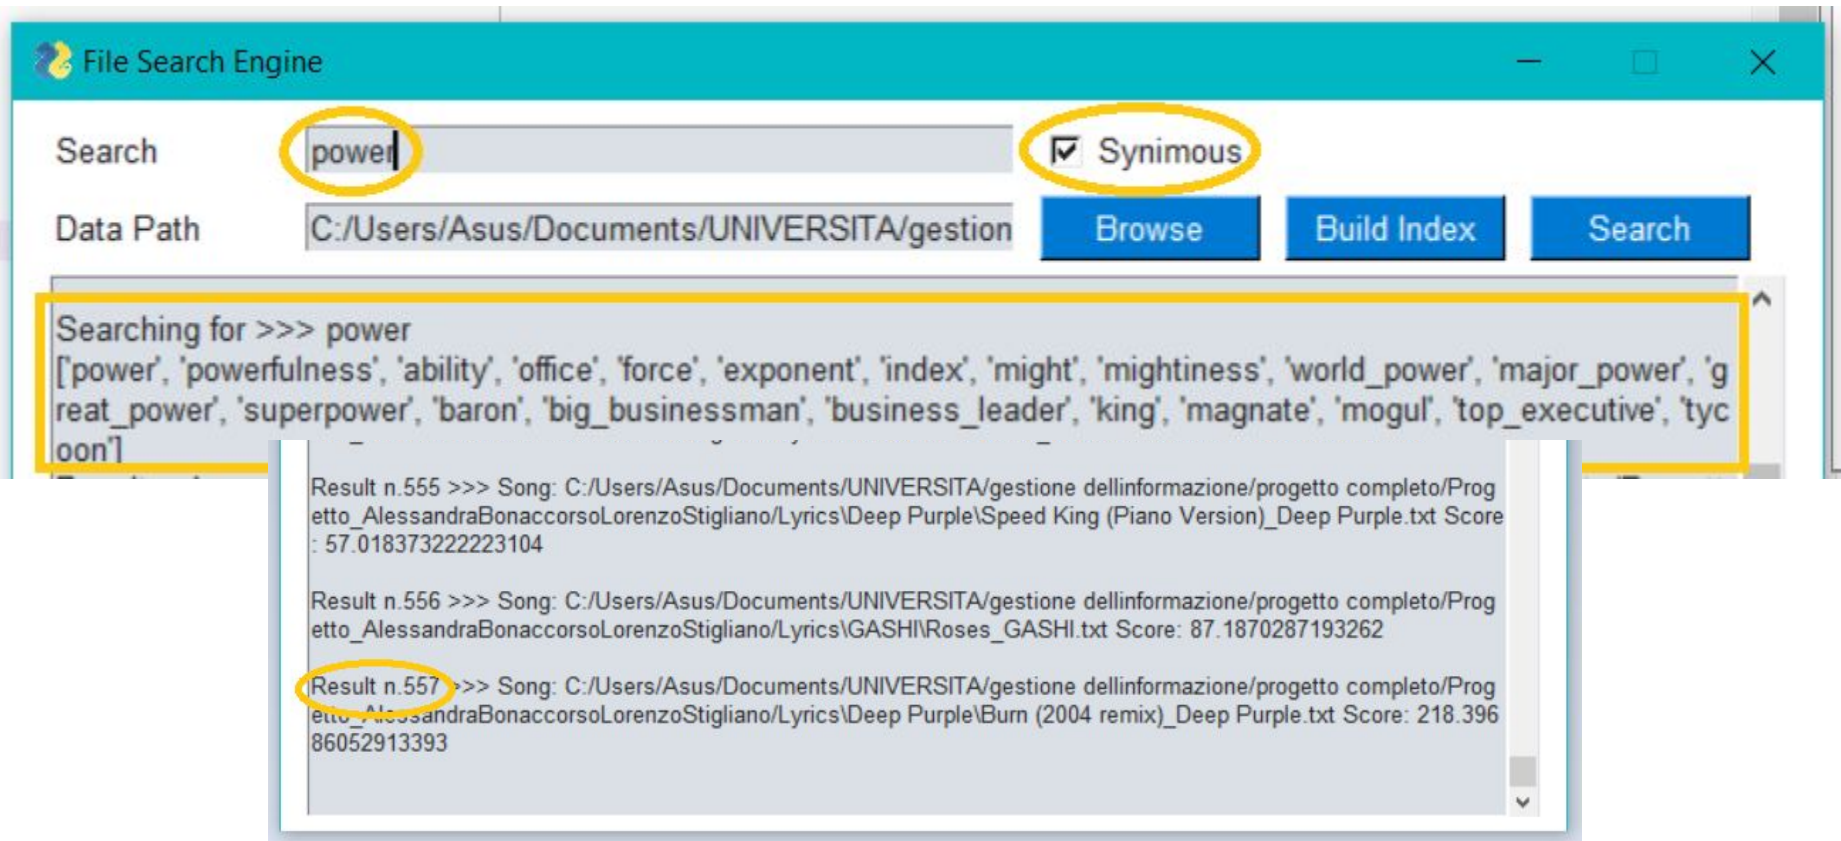 File Search Engine
Search
power
Synimous
Data Path
C:/Users/Asus/Documents/UNIVERSITA/gestion
Browse
Build Index
Search
Searching for >>> power
['power', 'powerfulness', 'ability', 'office', 'force', 'exponent', 'index', 'might', 'mightiness', 'world_power', 'major_power', 'g
reat_power', 'superpower', 'baron', 'big_businessman', 'business_leader', 'king', 'magnate', 'mogul', 'top_executive', 'tyc
oon']
Result n.555 >>> Song: C:/Users/Asus/Documents/UNIVERSITA/gestione dellinformazione/progetto completo/Prog
etto_AlessandraBonaccorsoLorenzoStigliano/Lyrics\Deep Purple\Speed King (Piano Version)_Deep Purple.txt Score
: 57.018373222223104
Result n.556 >>> Song: C:/Users/Asus/Documents/UNIVERSITA/gestione dellinformazione/progetto completo/Prog
etto_AlessandraBonaccorsoLorenzoStigliano/Lyrics\GASHI\Roses_GASHI.txt Score: 87.1870287193262
Result n.557 >>> Song: C:/Users/Asus/Documents/UNIVERSITA/gestione dellinformazione/progetto completo/Prog
etto_AlessandraBonaccorsoLorenzoStigliano/Lyrics\Deep Purple\Burn (2004 remix)_Deep Purple.txt Score: 218.396
86052913393